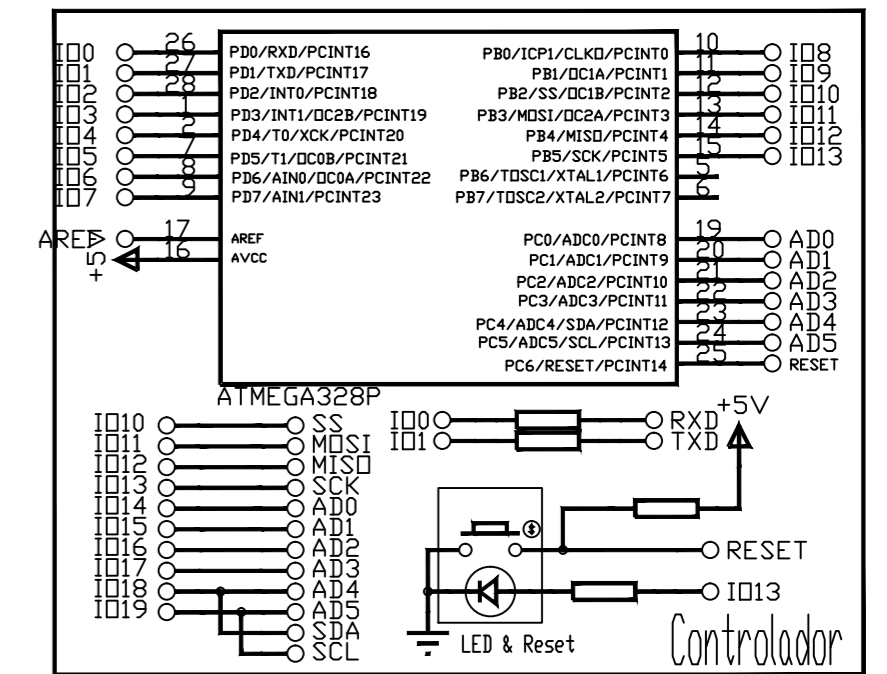 IO0 26 PD0/RXD/PCINT16 PB0/ICP1/CLKO/PCINT0 10 IO8
IO1 27 PD1/TXD/PCINT17 PB1/OC1A/PCINT1 11 IO9
IO2 28 PD2/INT0/PCINT18 PB2/SS/OC1B/PCINT2 12 IO10
IO3 1 PD3/INT1/OC2B/PCINT19 PB3/MOSI/OC2A/PCINT3 13 IO11
IO4 2 PD4/T0/XCK/PCINT20 PB4/MISO/PCINT4 14 IO12
IO5 7 PD5/T1/OC0B/PCINT21 PB5/SCK/PCINT5 15 IO13
IO6 8 PD6/AIN0/OC0A/PCINT22 PB6/TOSC1/XTAL1/PCINT6 5
IO7 9 PD7/AIN1/PCINT23 PB7/TOSC2/XTAL2/PCINT7 6
AREF 17 AREF PC0/ADC0/PCINT8 19 AD0
+5 16 AVCC PC1/ADC1/PCINT9 20 AD1
PC2/ADC2/PCINT10 21 AD2
PC3/ADC3/PCINT11 22 AD3
PC4/ADC4/SDA/PCINT12 23 AD4
PC5/ADC5/SCL/PCINT13 24 AD5
PC6/RESET/PCINT14 25 RESET
ATMEGA328P
IO10 SS IO0 RXD +5V
IO11 MOSI IO1 TXD
IO12 MISO
IO13 SCK
IO14 AD0
IO15 AD1
IO16 AD2 RESET
IO17 AD3
IO18 AD4 IO13
IO19 AD5
SDA
SCL LED & Reset Controlador